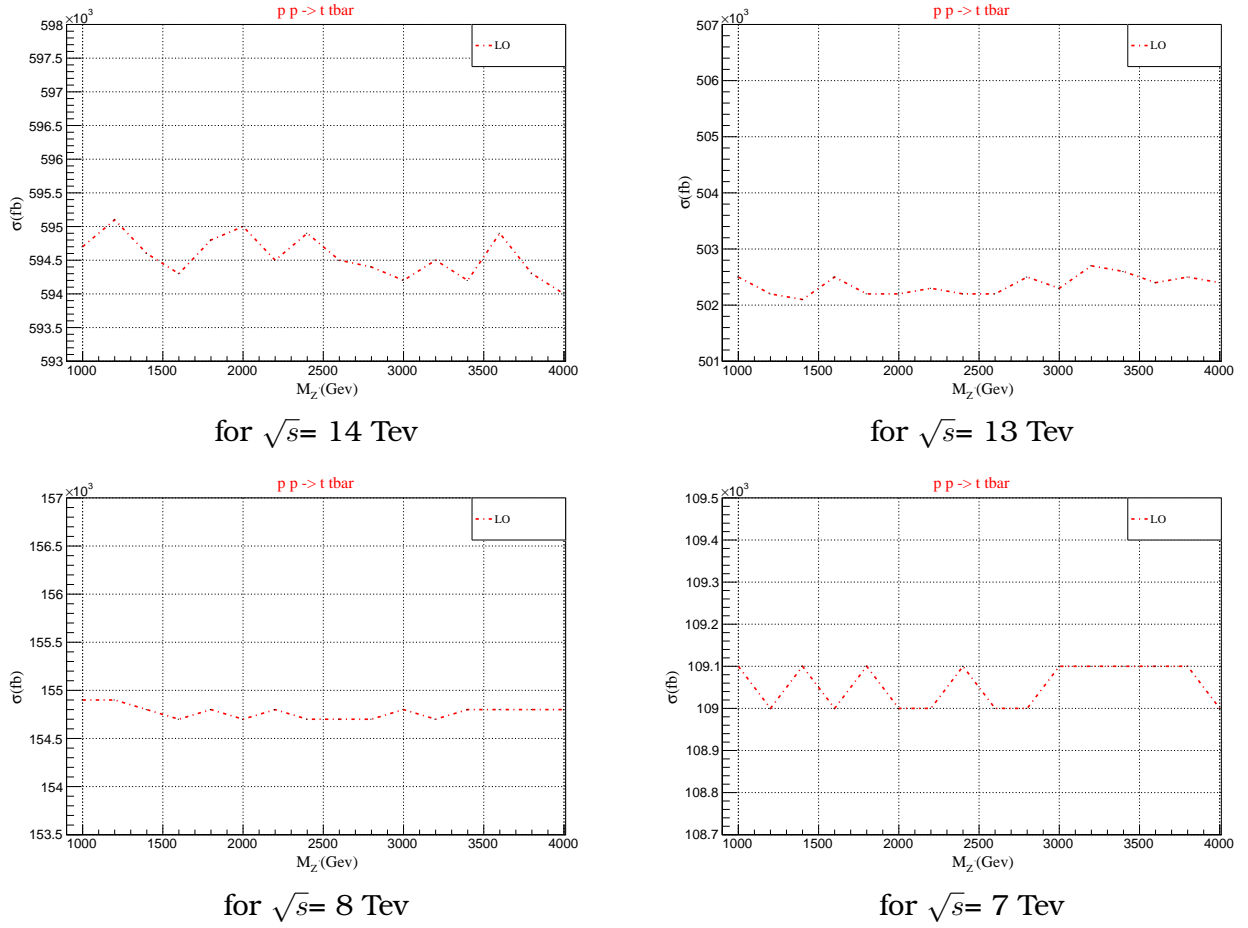 p p -> t tbar
×10³
LO
598
597.5
597
596.5
596
595.5
595
594.5
594
593.5
593
σ(fb)
1000 1500 2000 2500 3000 3500 4000
M_Z'(Gev)
for √s= 14 Tev
p p -> t tbar
×10³
LO
507
506
505
504
503
502
501
σ(fb)
1000 1500 2000 2500 3000 3500 4000
M_Z'(Gev)
for √s= 13 Tev
p p -> t tbar
×10³
LO
157
156.5
156
155.5
155
154.5
154
153.5
σ(fb)
1000 1500 2000 2500 3000 3500 4000
M_Z'(Gev)
for √s= 8 Tev
p p -> t tbar
×10³
LO
109.5
109.4
109.3
109.2
109.1
109
108.9
108.8
108.7
σ(fb)
1000 1500 2000 2500 3000 3500 4000
M_Z'(Gev)
for √s= 7 Tev